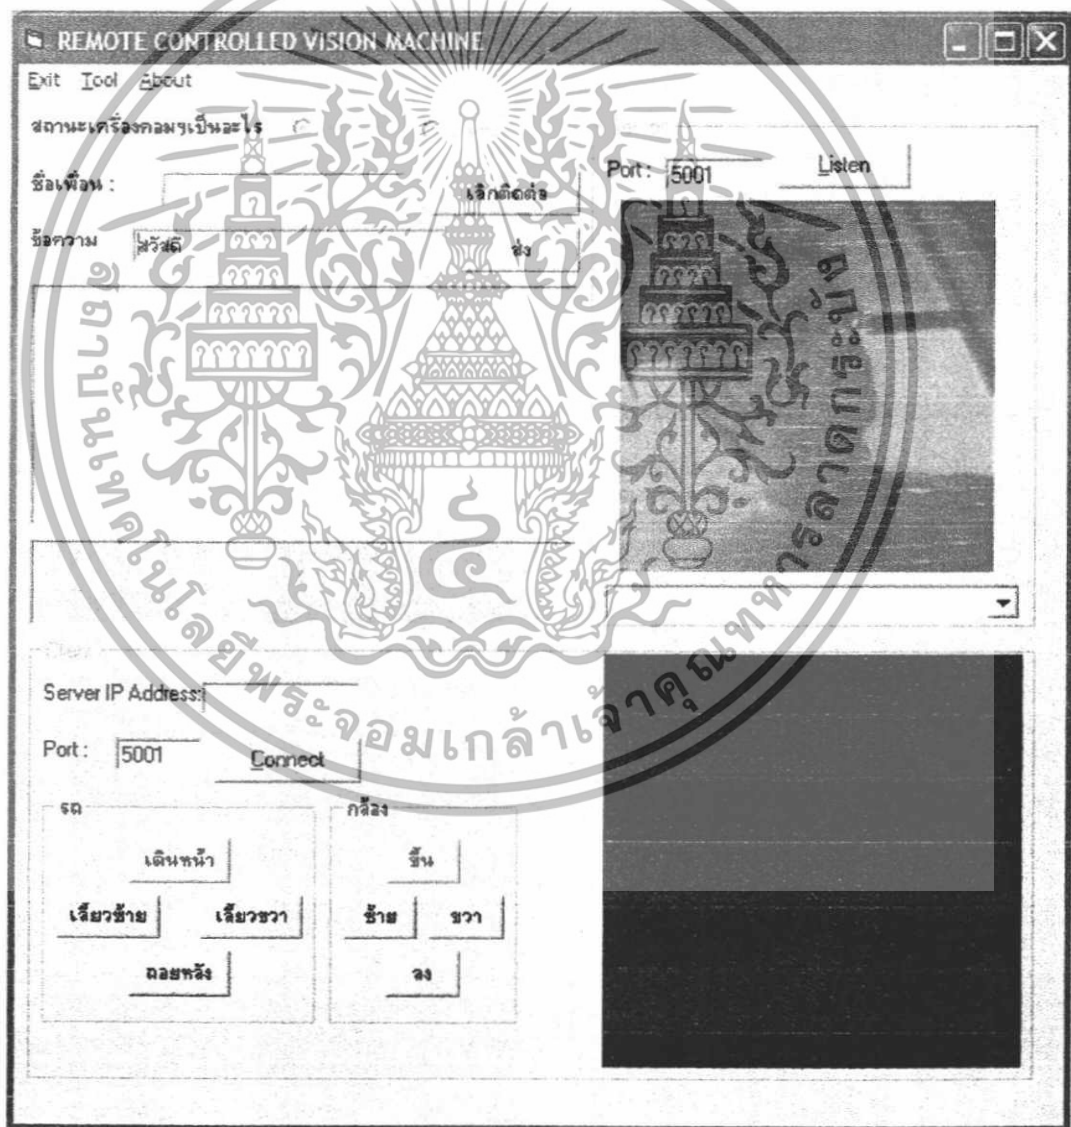 REMOTE CONTROLLED VISION MACHINE
Exit Tool About
สถานะเครื่องคอมฯเป็นอะไร
ชื่อเพื่อน :
เลิกติดต่อ
ข้อความ สวัสดี ส่ง
Port : 5001 Listen
สถาบันเทคโนโลยีพระจอมเกล้าเจ้าคุณทหารลาดกระบัง
Server IP Address:
Port : 5001 Connect
รถ
เดินหน้า
เลี้ยวซ้าย เลี้ยวขวา
ถอยหลัง
กล้อง
ขึ้น
ซ้าย ขวา
ลง